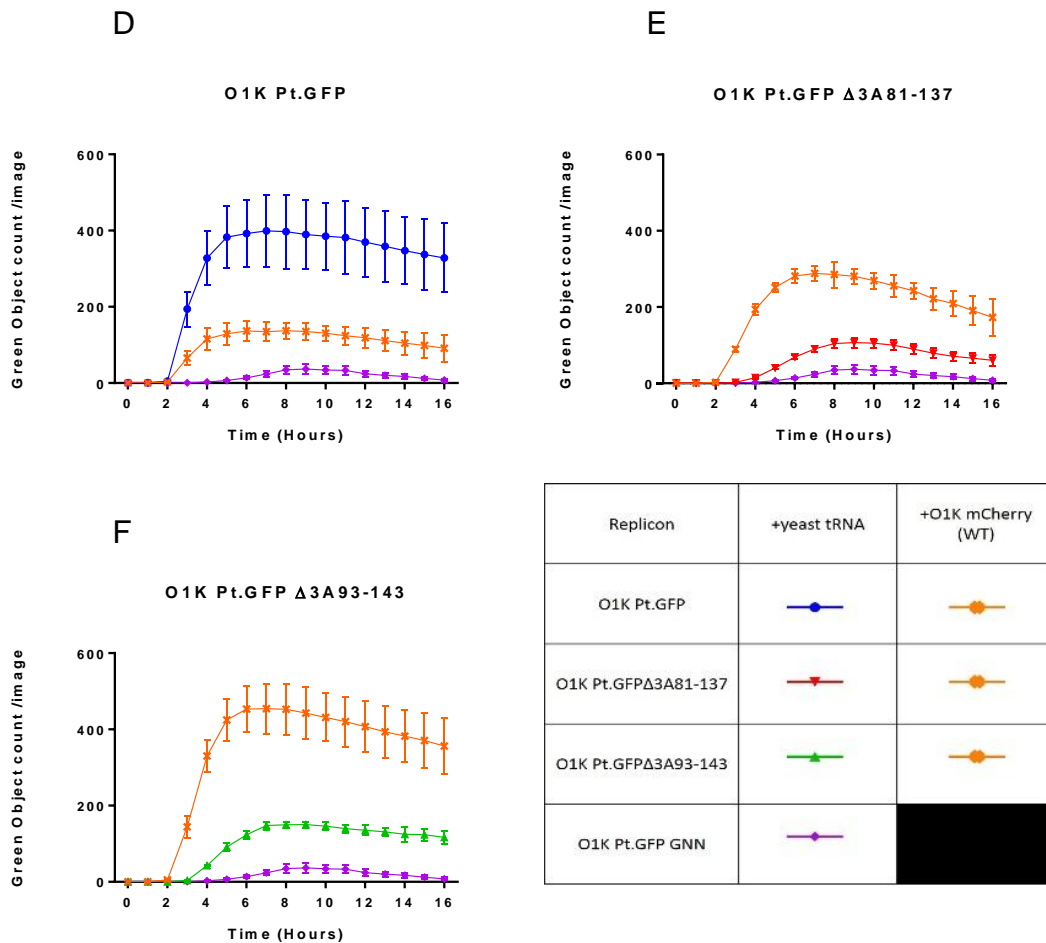 D
O1K Pt.GFP
Green Object count /image
600
400
200
0
0 2 4 6 8 10 12 14 16
Time (Hours)
E
O1K Pt.GFP Δ3A81-137
Green Object count /image
600
400
200
0
0 2 4 6 8 10 12 14 16
Time (Hours)
F
O1K Pt.GFP Δ3A93-143
Green Object count /image
600
400
200
0
0 2 4 6 8 10 12 14 16
Time (Hours)
Replicon +yeast tRNA +O1K mCherry
(WT)
O1K Pt.GFP
O1K Pt.GFPΔ3A81-137
O1K Pt.GFPΔ3A93-143
O1K Pt.GFP GNN